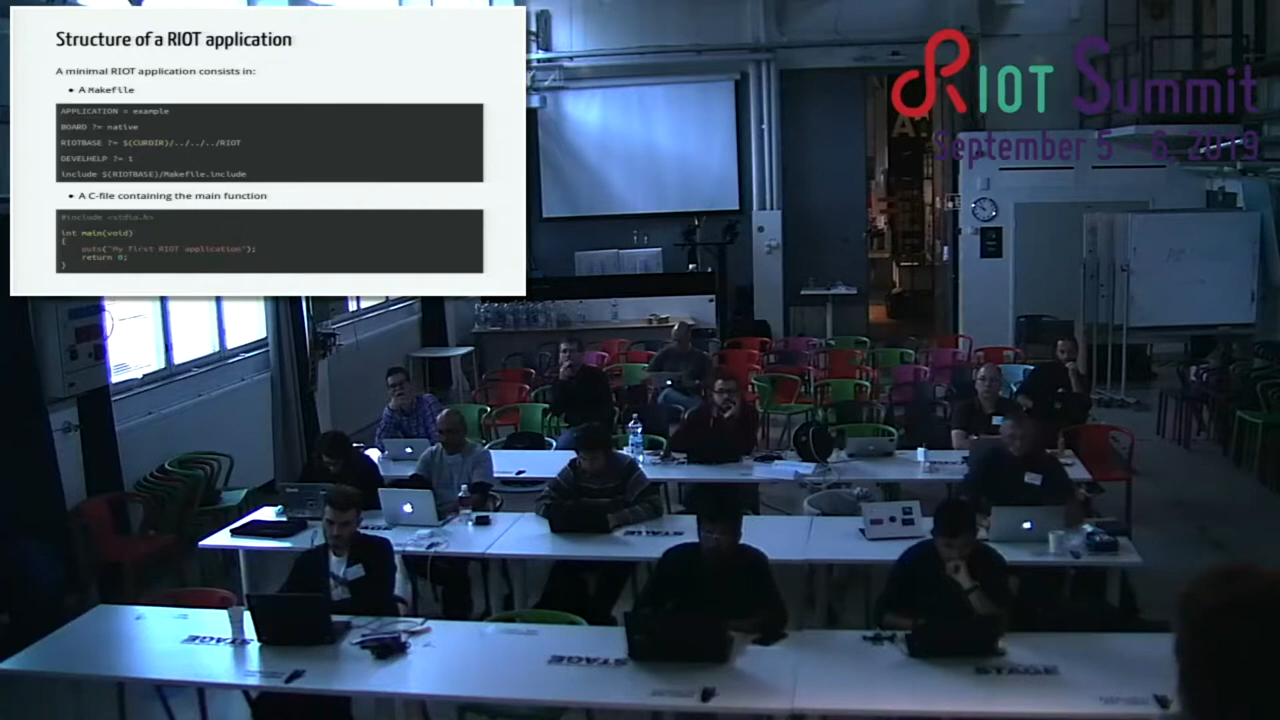 Structure of a RIOT application
A minimal RIOT application consists in:
• A Makefile
APPLICATION = example
BOARD ?= native
RIOTBASE ?= $(CURDIR)/../../../RIOT
DEVELHELP ?= 1
include $(RIOTBASE)/Makefile.include
• A C-file containing the main function
#include <stdio.h>
int main(void)
{
puts("My first RIOT application");
return 0;
}
RIOT Summit
September 5 – 6, 2019
STAGE
STAGE
STAGE
STAGE
STAGE